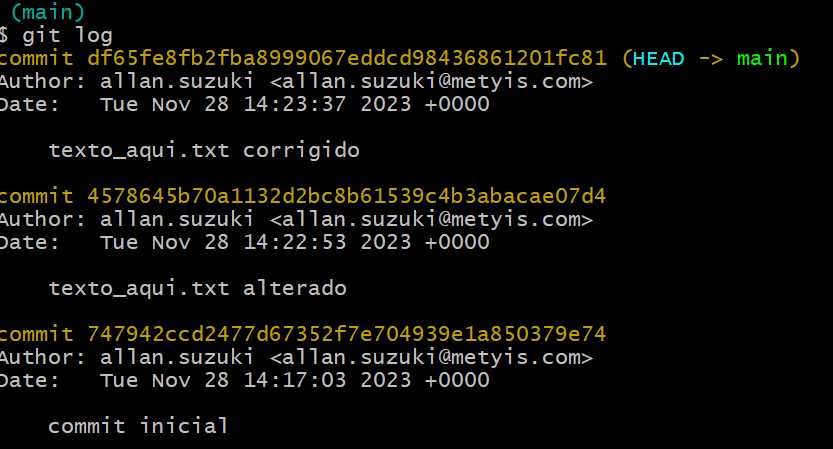 (main)
$ git log
commit df65fe8fb2fba8999067eddcd98436861201fc81 (HEAD -> main)
Author: allan.suzuki <allan.suzuki@metyis.com>
Date:   Tue Nov 28 14:23:37 2023 +0000
texto_aqui.txt corrigido
commit 4578645b70a1132d2bc8b61539c4b3abacae07d4
Author: allan.suzuki <allan.suzuki@metyis.com>
Date:   Tue Nov 28 14:22:53 2023 +0000
texto_aqui.txt alterado
commit 747942ccd2477d67352f7e704939e1a850379e74
Author: allan.suzuki <allan.suzuki@metyis.com>
Date:   Tue Nov 28 14:17:03 2023 +0000
commit inicial